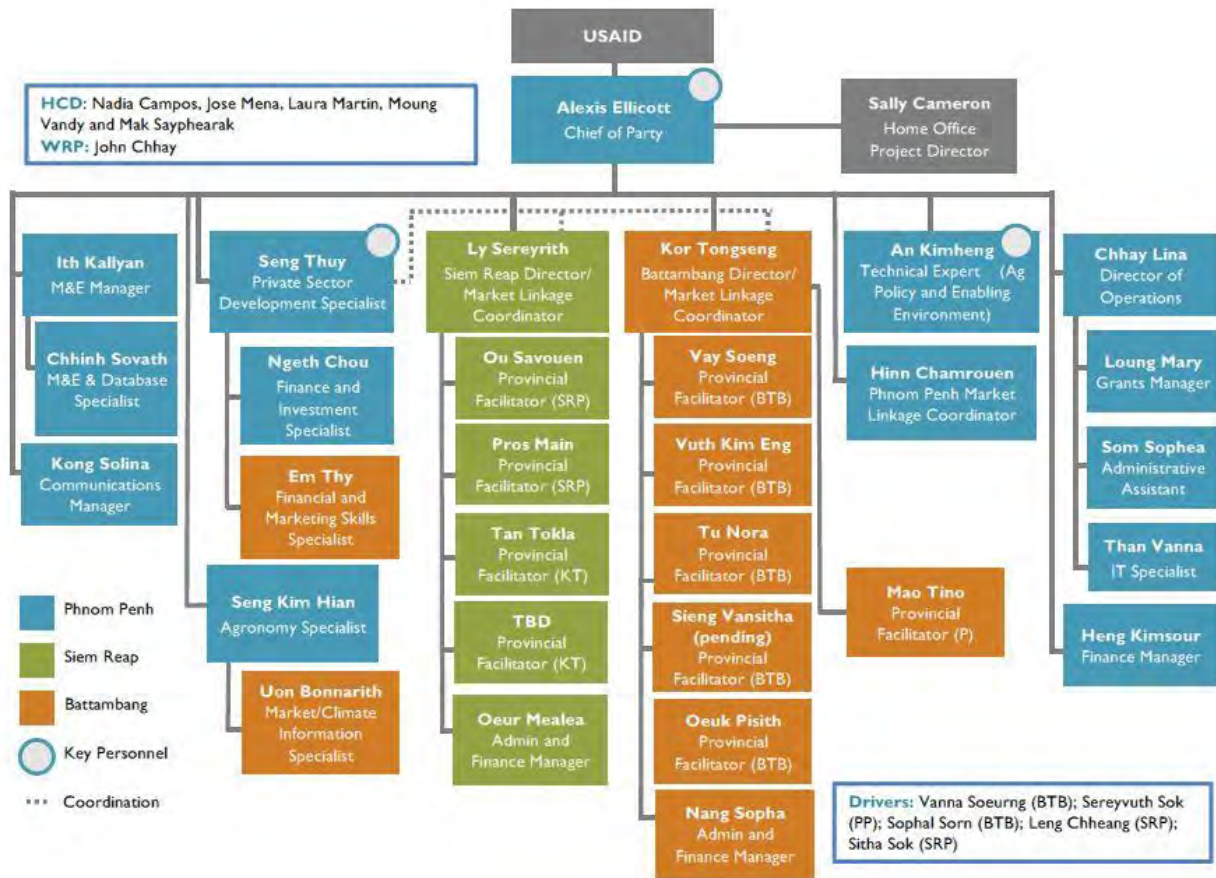 USAID
HCD: Nadia Campos, Jose Mena, Laura Martin, Moung
Vandy and Mak Sayphearak
WRP: John Chhay
Alexis Ellicott
Chief of Party
Sally Cameron
Home Office
Project Director
Ith Kallyan
M&E Manager
Chhinh Sovath
M&E & Database
Specialist
Kong Solina
Communications
Manager
Seng Thuy
Private Sector
Development Specialist
Ngeth Chou
Finance and
Investment
Specialist
Em Thy
Financial and
Marketing Skills
Specialist
Seng Kim Hian
Agronomy Specialist
Uon Bonnarith
Market/Climate
Information
Specialist
Ly Sereyrith
Siem Reap Director/
Market Linkage
Coordinator
Ou Savouen
Provincial
Facilitator (SRP)
Pros Main
Provincial
Facilitator (SRP)
Tan Tokla
Provincial
Facilitator (KT)
TBD
Provincial
Facilitator (KT)
Oeur Mealea
Admin and
Finance Manager
Kor Tongseng
Battambang Director/
Market Linkage
Coordinator
Vay Soeng
Provincial
Facilitator (BTB)
Vuth Kim Eng
Provincial
Facilitator (BTB)
Tu Nora
Provincial
Facilitator (BTB)
Sieng Vansitha
(pending)
Provincial
Facilitator (BTB)
Oeuk Pisith
Provincial
Facilitator (BTB)
Nang Sopha
Admin and
Finance Manager
Mao Tino
Provincial
Facilitator (P)
An Kimheng
Technical Expert (Ag
Policy and Enabling
Environment)
Hinn Chamrouen
Phnom Penh Market
Linkage Coordinator
Chhay Lina
Director of
Operations
Loung Mary
Grants Manager
Som Sophea
Administrative
Assistant
Than Vanna
IT Specialist
Heng Kimsour
Finance Manager
Phnom Penh
Siem Reap
Battambang
Key Personnel
Coordination
Drivers: Vanna Soeurng (BTB); Sereyvuth Sok
(PP); Sophal Sorn (BTB); Leng Chheang (SRP);
Sitha Sok (SRP)